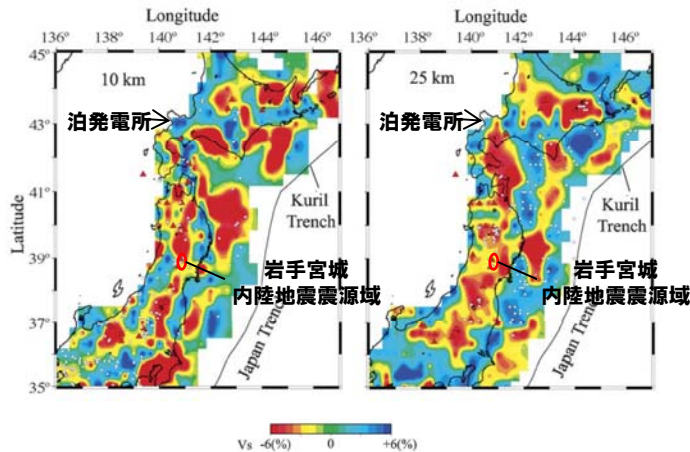 Longitude
136 138 140 142 144 146
45°
10 km
泊発電所
43°
41°
Latitude
39°
37°
35°
Kuril
Trench
岩手宮城
内陸地震震源域
Japan Trench
Longitude
136 138 140 142 144 146
25 km
泊発電所
Kuril
Trench
岩手宮城
内陸地震震源域
Japan Trench
Vs -6(%) 0 +6(%)